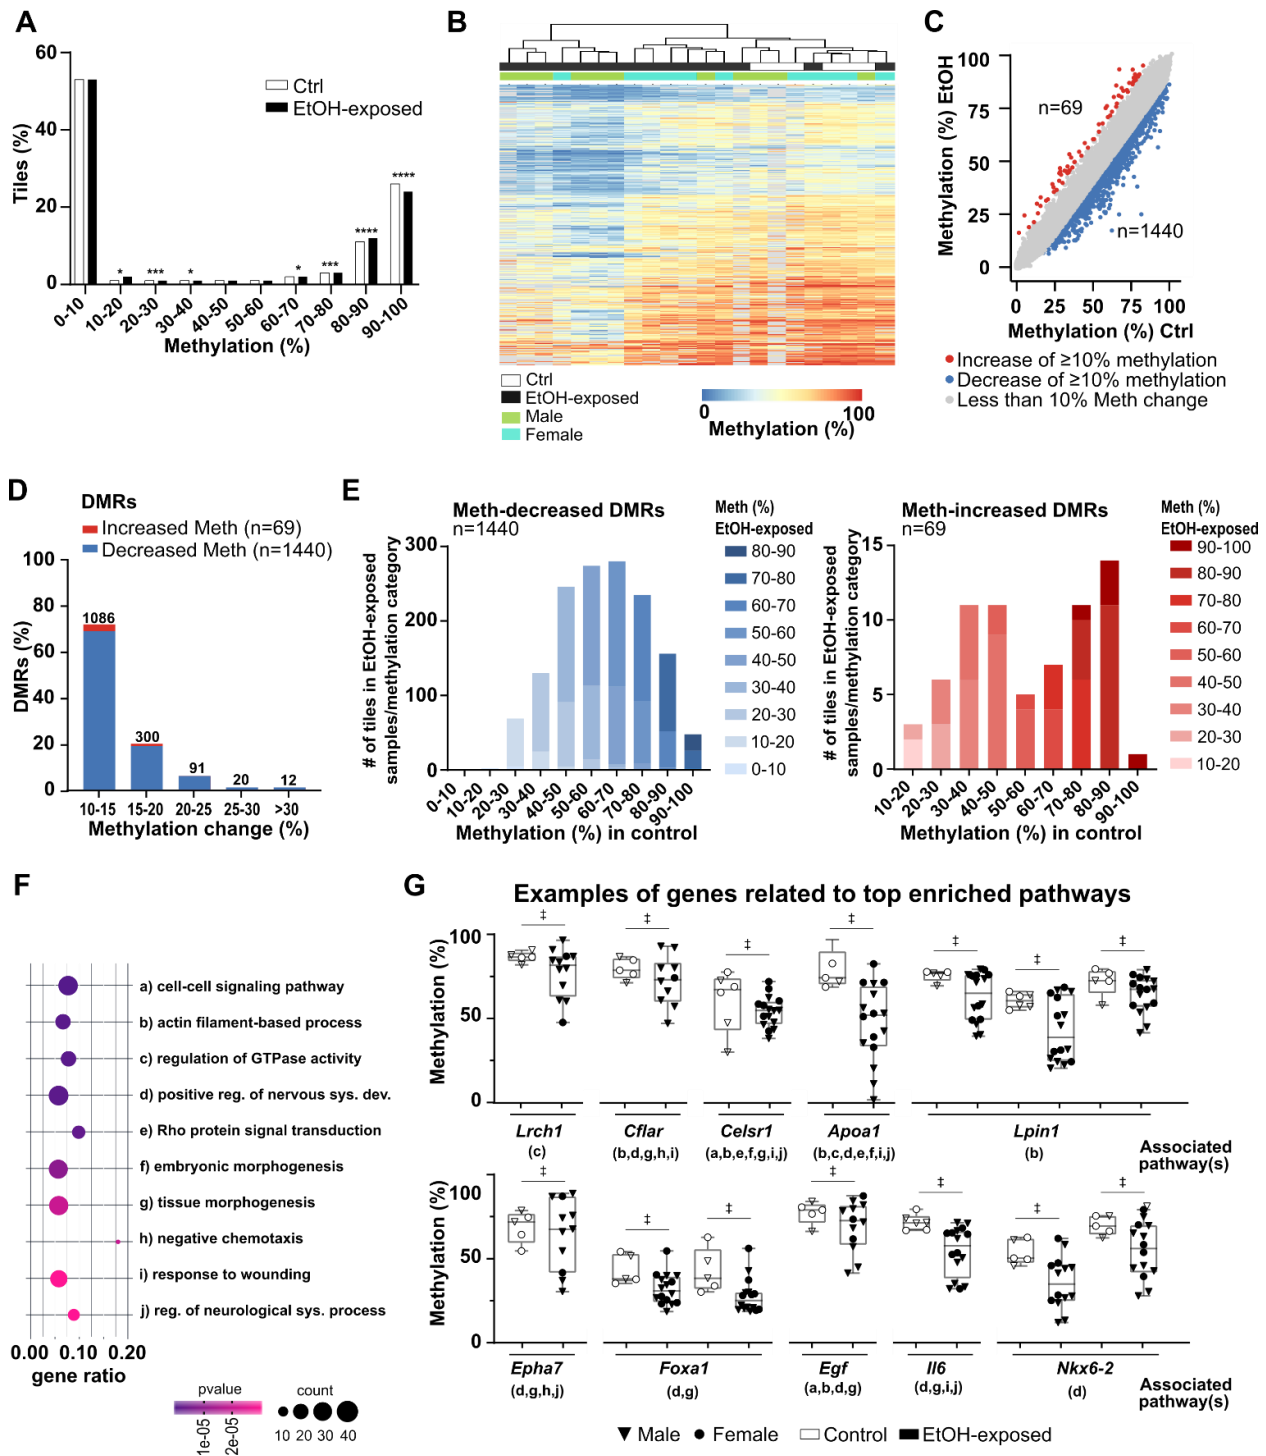 A
60
40
20
0
Tiles (%)
Ctrl
EtOH-exposed
*
***
*
*
***
****
****
0-10
10-20
20-30
30-40
40-50
50-60
60-70
70-80
80-90
90-100
Methylation (%)
B
Ctrl
EtOH-exposed
Male
Female
0
100
Methylation (%)
C
Methylation (%) EtOH
100
75
50
25
0
n=69
n=1440
0
25
50
75
100
Methylation (%) Ctrl
Increase of ≥10% methylation
Decrease of ≥10% methylation
Less than 10% Meth change
D
DMRs
Increased Meth (n=69)
Decreased Meth (n=1440)
DMRs (%)
100
80
60
40
20
0
1086
300
91
20
12
10-15
15-20
20-25
25-30
>30
Methylation change (%)
E
Meth-decreased DMRs
n=1440
# of tiles in EtOH-exposed
samples/methylation category
300
200
100
0
0-10
10-20
20-30
30-40
40-50
50-60
60-70
70-80
80-90
90-100
Methylation (%) in control
Meth (%)
EtOH-exposed
80-90
70-80
60-70
50-60
40-50
30-40
20-30
10-20
0-10
Meth-increased DMRs
n=69
# of tiles in EtOH-exposed
samples/methylation category
15
10
5
0
10-20
20-30
30-40
40-50
50-60
60-70
70-80
80-90
90-100
Methylation (%) in control
Meth (%)
EtOH-exposed
90-100
80-90
70-80
60-70
50-60
40-50
30-40
20-30
10-20
F
a) cell-cell signaling pathway
b) actin filament-based process
c) regulation of GTPase activity
d) positive reg. of nervous sys. dev.
e) Rho protein signal transduction
f) embryonic morphogenesis
g) tissue morphogenesis
h) negative chemotaxis
i) response to wounding
j) reg. of neurological sys. process
0.00
0.10
0.20
gene ratio
pvalue
1e-05
2e-05
count
10
20
30
40
G
Examples of genes related to top enriched pathways
Methylation (%)
100
50
0
‡
‡
‡
‡
‡
‡
‡
Lrch1
(c)
Cflar
(b,d,g,h,i)
Celsr1
(a,b,e,f,g,i,j)
Apoa1
(b,c,d,e,f,i,j)
Lpin1
(b)
Associated
pathway(s)
Methylation (%)
100
50
0
‡
‡
‡
‡
‡
‡
‡
Epha7
(d,g,h,j)
Foxa1
(d,g)
Egf
(a,b,d,g)
Il6
(d,g,i,j)
Nkx6-2
(d)
Associated
pathway(s)
Male
Female
Control
EtOH-exposed